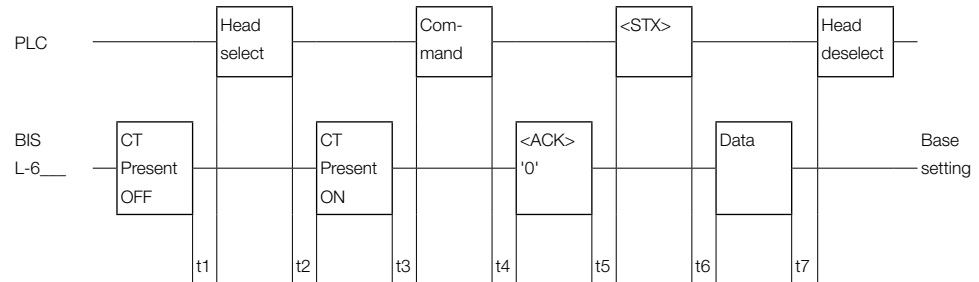 PLC
Head
select
Com-
mand
<STX>
Head
deselect
BIS
L-6___
CT
Present
OFF
CT
Present
ON
<ACK>
'0'
Data
Base
setting
t1
t2
t3
t4
t5
t6
t7